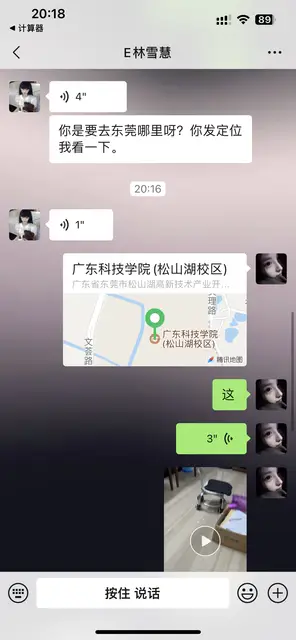 20:18
89
◀ 计算器
E林雪慧
4"
你是要去东莞哪里呀？你发定位
我看一下。
20:16
1"
广东科技学院 (松山湖校区)
广东省东莞市松山湖高新技术产业开...
文荟路
理路
广东科技学院
(松山湖校区)
腾讯地图
这
3"
按住 说话